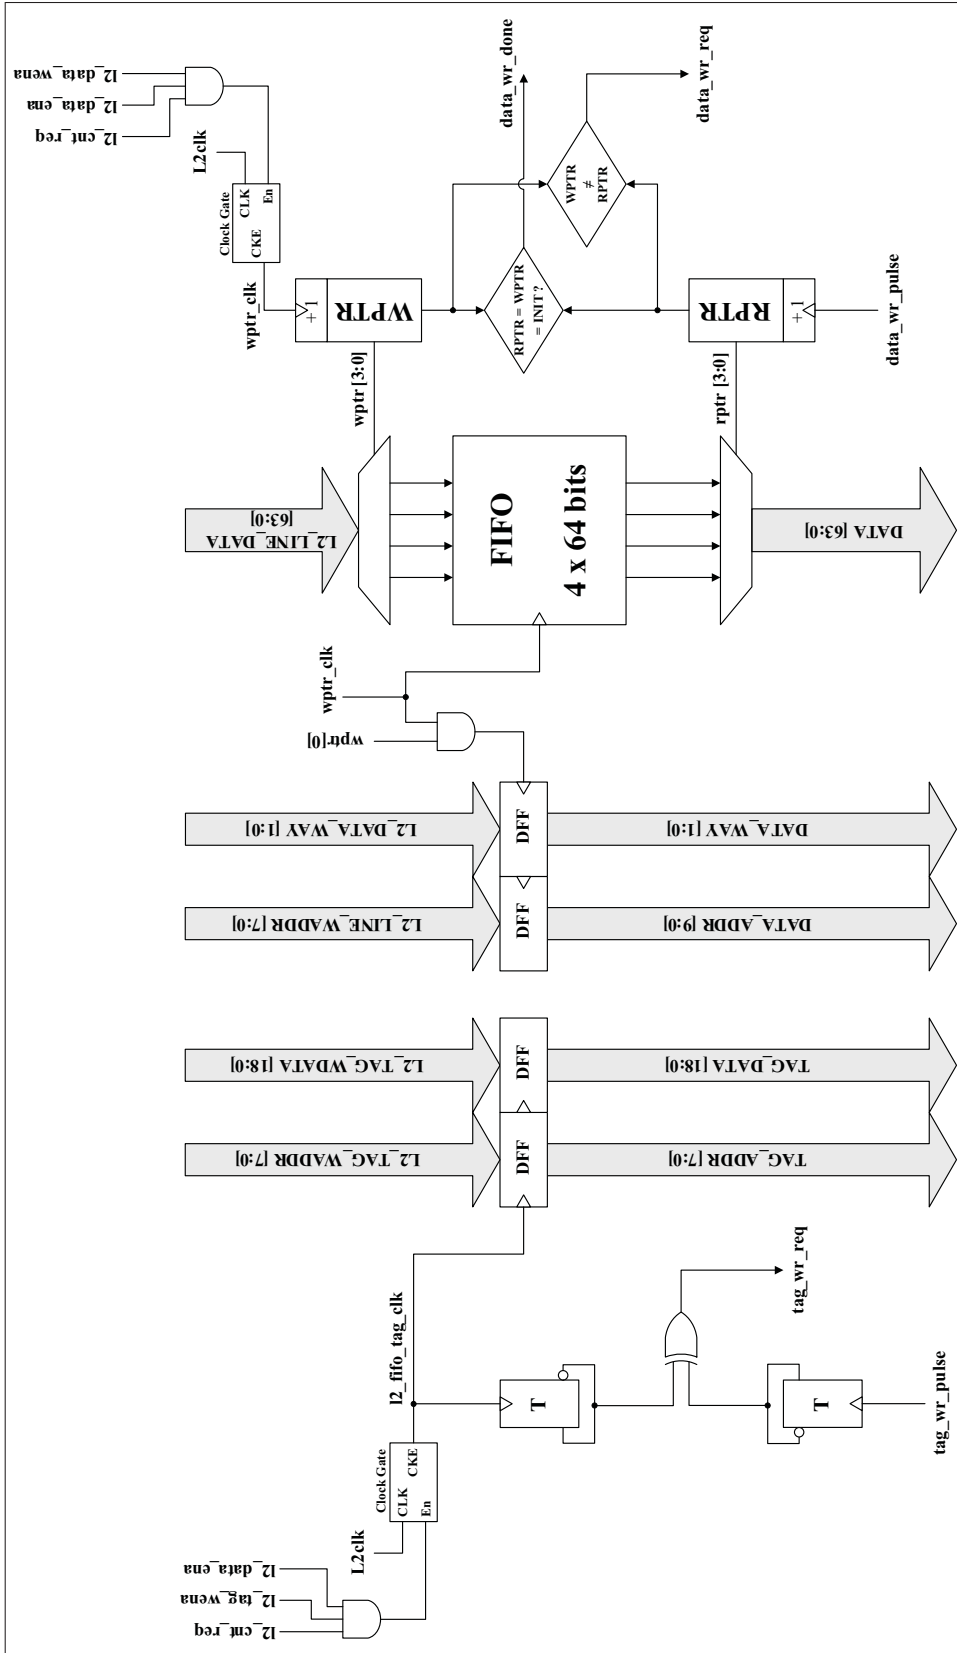 l2_data_wena
l2_data_ena
l2_cnt_req
L2clk
Clock Gate
CLK
CKE
En
wptr_clk
+ 1
WPTR
wptr [3:0]
data_wr_done
data_wr_req
WPTR
≠
RPTR
RPTR = WPTR
= INIT ?
RPTR
+1
data_wr_pulse
rptr [3:0]
L2_LINE_DATA
[63:0]
FIFO
4 x 64 bits
DATA [63:0]
wptr_clk
wptr[0]
L2_DATA_WAY [1:0]
DFF
DATA_WAY [1:0]
L2_LINE_WADDR [7:0]
DFF
DATA_ADDR [9:0]
L2_TAG_WDATA [18:0]
DFF
TAG_DATA [18:0]
L2_TAG_WADDR [7:0]
DFF
TAG_ADDR [7:0]
l2_fifo_tag_clk
tag_wr_req
T
T
tag_wr_pulse
Clock Gate
CLK
CKE
En
L2clk
l2_data_ena
l2_tag_wena
l2_cnt_req